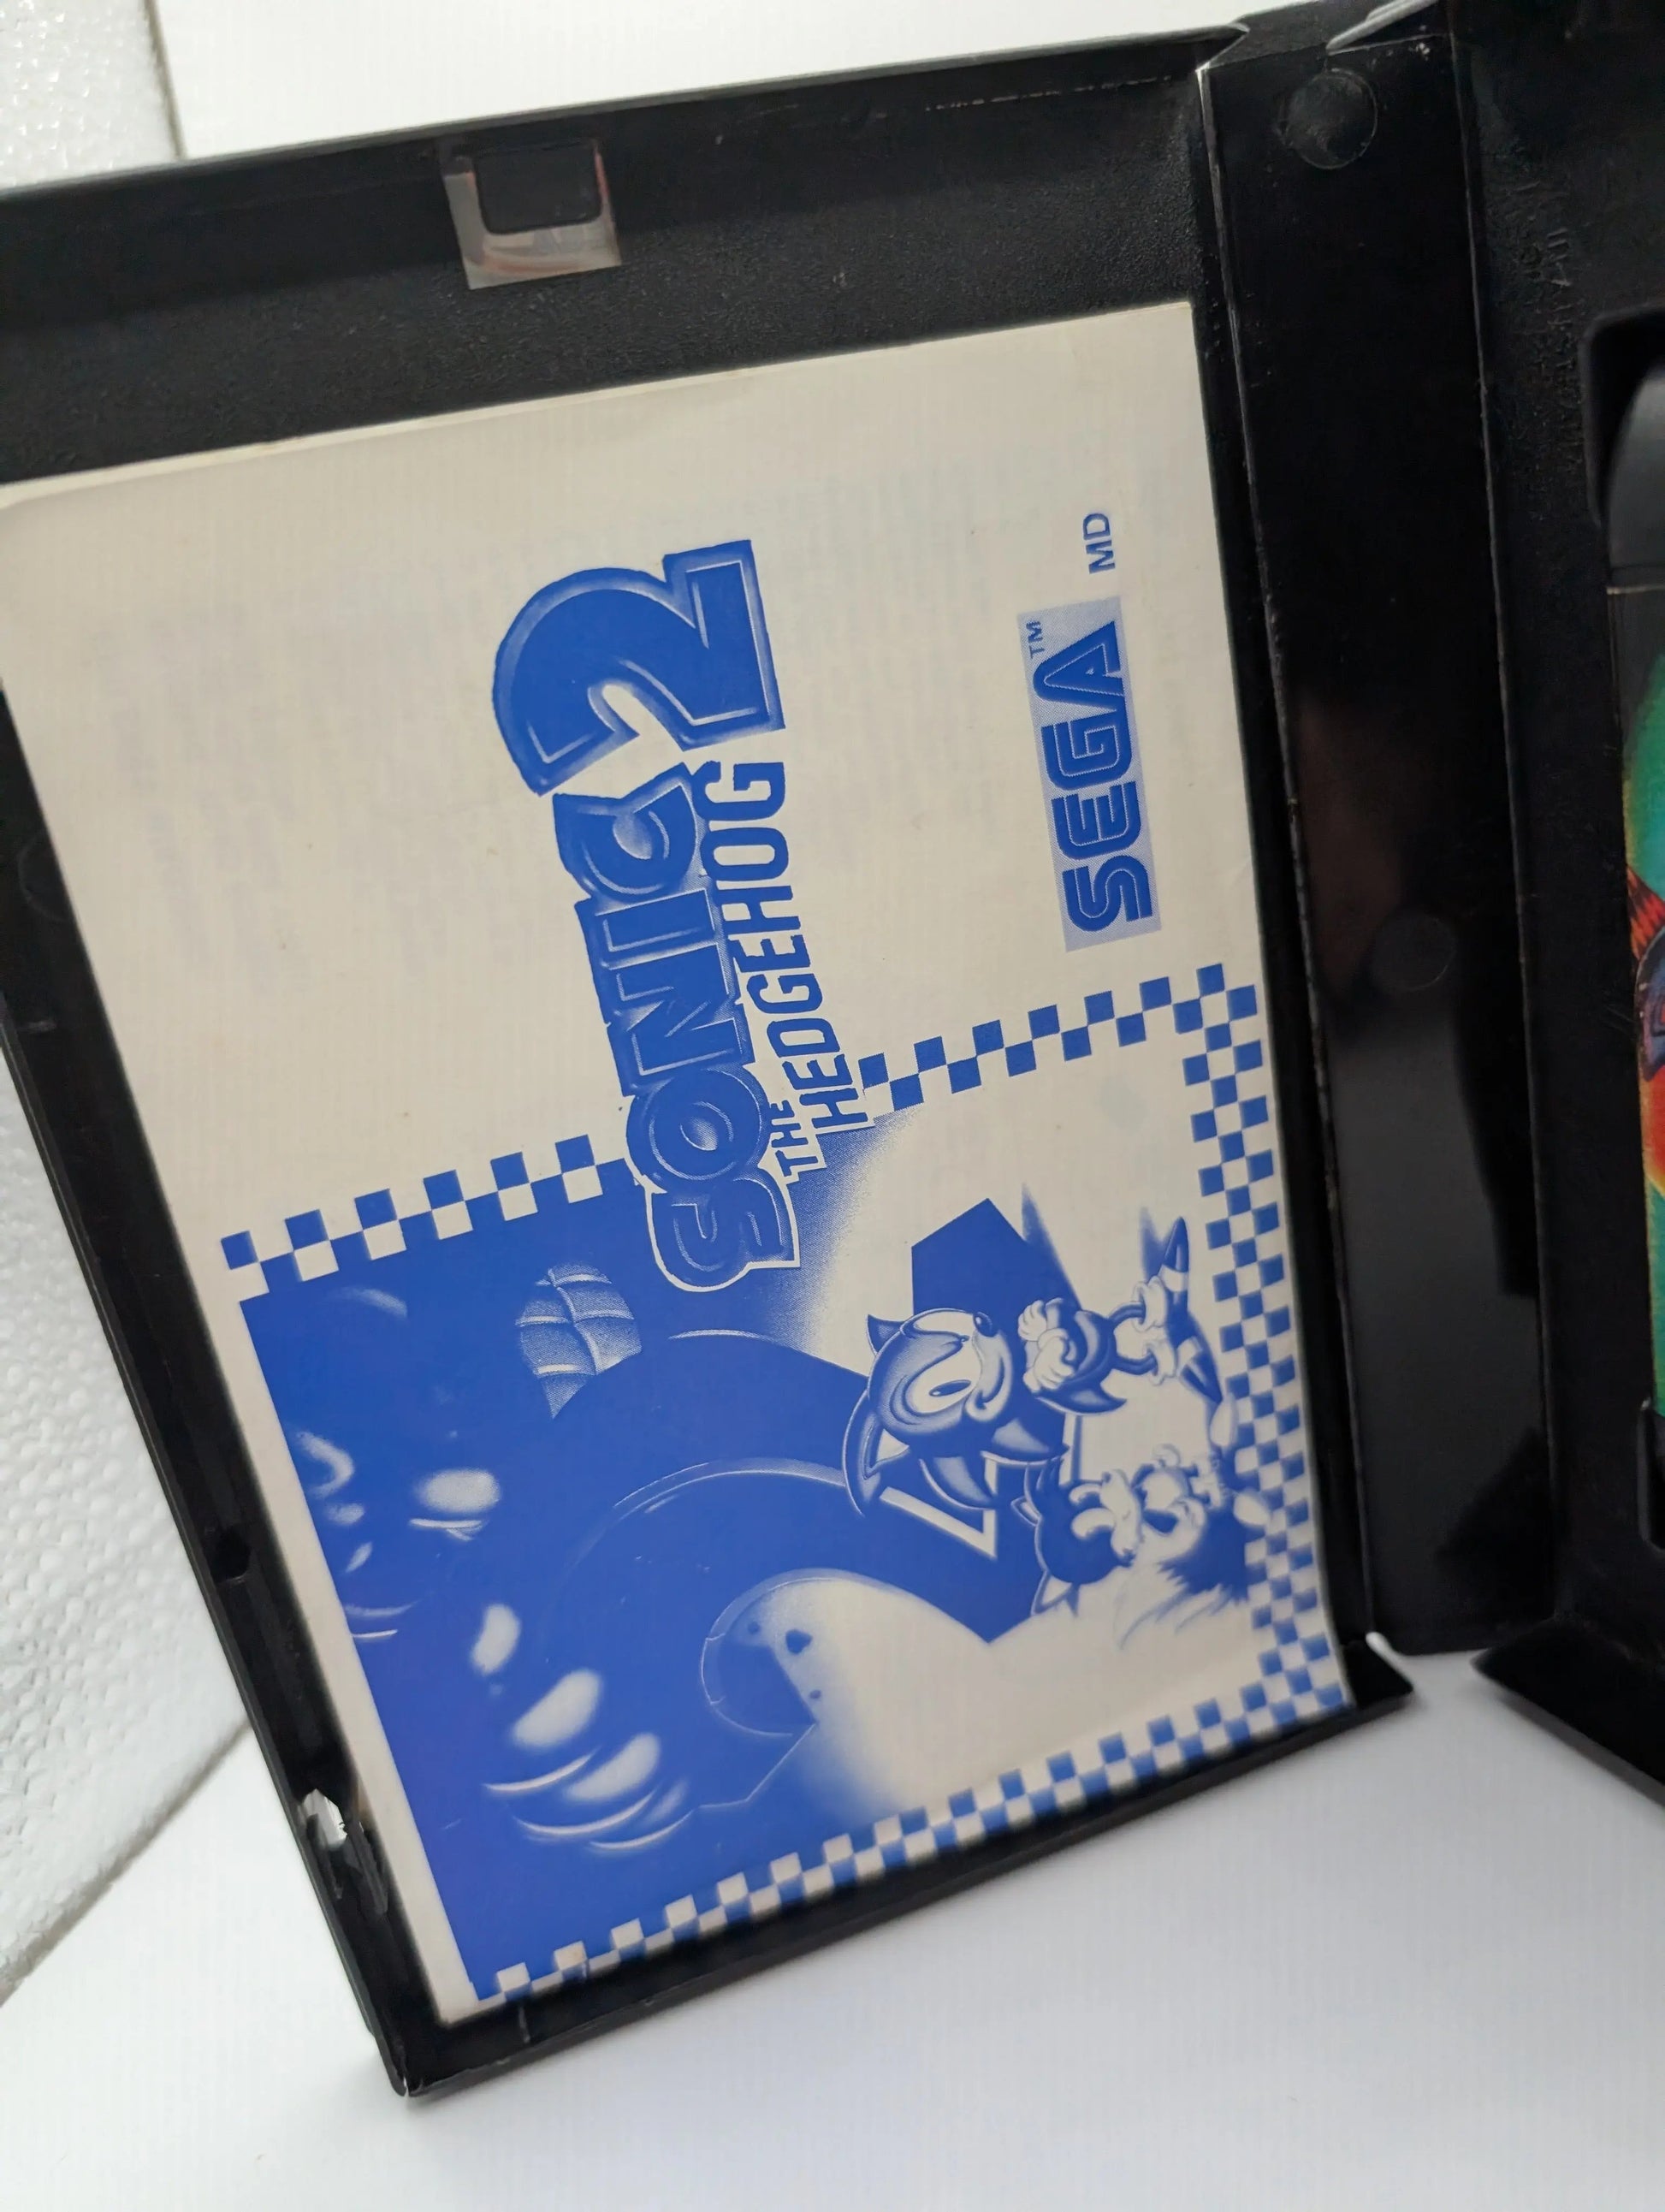 SONIC 2
THE
HEDGEHOG
SEGA™
MD